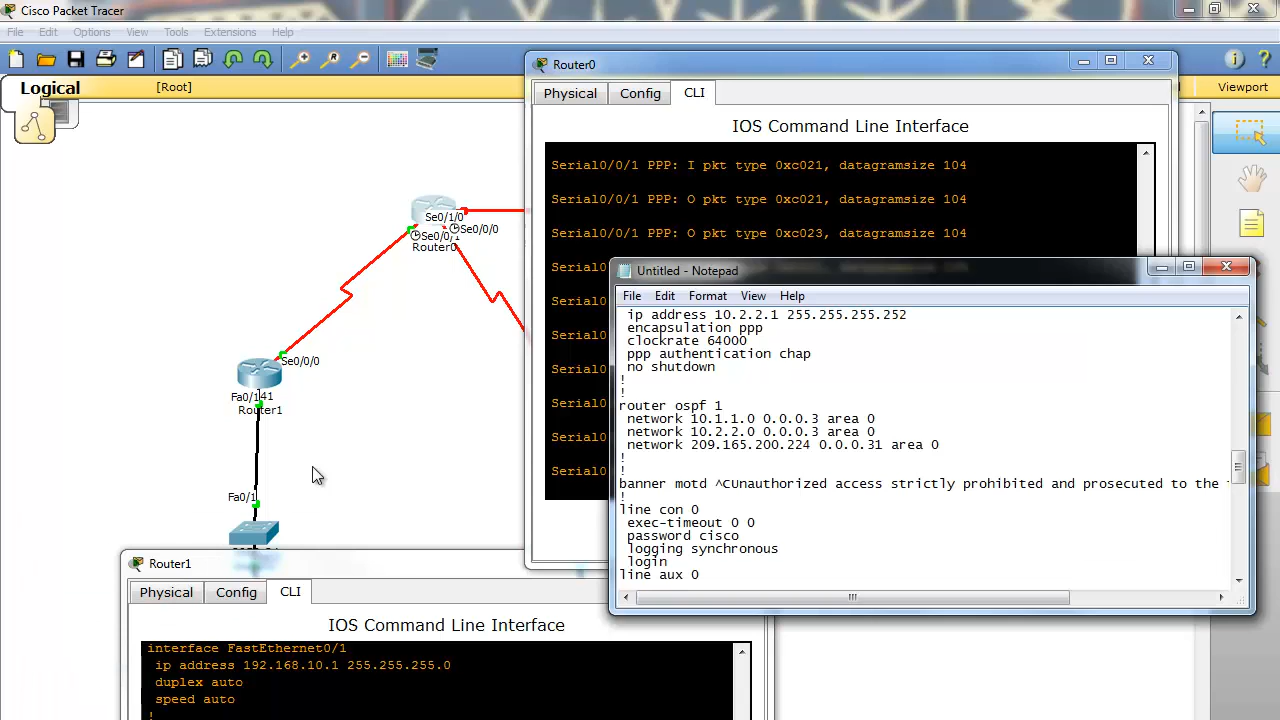 Cisco Packet Tracer
File Edit Options View Tools Extensions Help
Logical
[Root]
Viewport
Router0
Physical Config CLI
IOS Command Line Interface
Serial0/0/1 PPP: I pkt type 0xc021, datagramsize 104
Serial0/0/1 PPP: O pkt type 0xc021, datagramsize 104
Serial0/0/1 PPP: O pkt type 0xc023, datagramsize 104
Serial0
Serial0
Serial0
Serial0
Serial0
Serial0
Serial0
Se0/1/0
Se0/0/0
Se0/0/
Router0
Se0/0/0
Fa0/1
Router1
Fa0/1
Untitled - Notepad
File Edit Format View Help
ip address 10.2.2.1 255.255.255.252
encapsulation ppp
clockrate 64000
ppp authentication chap
no shutdown
!
!
router ospf 1
network 10.1.1.0 0.0.0.3 area 0
network 10.2.2.0 0.0.0.3 area 0
network 209.165.200.224 0.0.0.31 area 0
!
!
banner motd ^CUnauthorized access strictly prohibited and prosecuted to the
!
line con 0
exec-timeout 0 0
password cisco
logging synchronous
login
line aux 0
Router1
Physical Config CLI
IOS Command Line Interface
interface FastEthernet0/1
ip address 192.168.10.1 255.255.255.0
duplex auto
speed auto
!